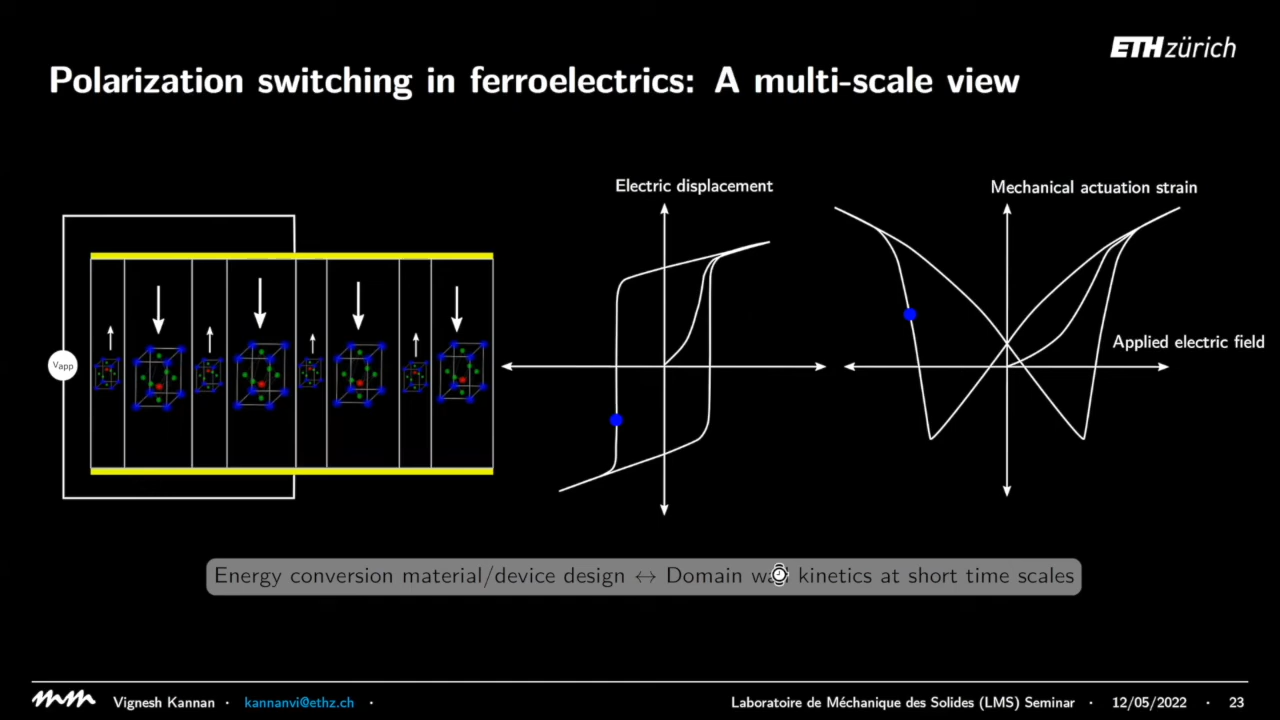 ETH zürich
Polarization switching in ferroelectrics: A multi-scale view
Electric displacement
Mechanical actuation strain
Vapp
Applied electric field
Energy conversion material/device design ↔ Domain kinetics at short time scales
Vignesh Kannan · kannanvi@ethz.ch ·
Laboratoire de Méchanique des Solides (LMS) Seminar · 12/05/2022 · 23